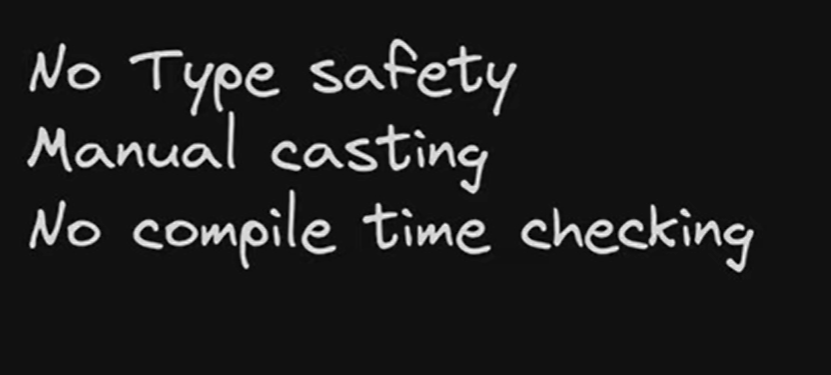 No Type safety
Manual casting
No compile time checking